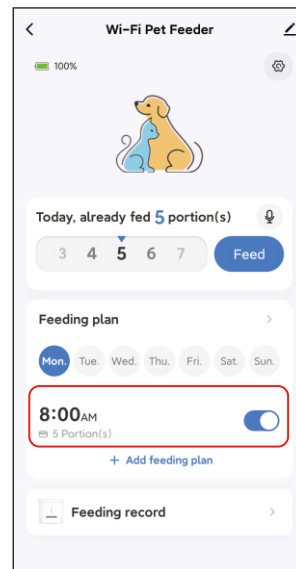 Wi-Fi Pet Feeder
100%
Today, already fed 5 portion(s)
3 4 5 6 7 Feed
Feeding plan
Mon. Tue. Wed. Thu. Fri. Sat. Sun.
8:00AM
5 Portion(s)
+ Add feeding plan
Feeding record